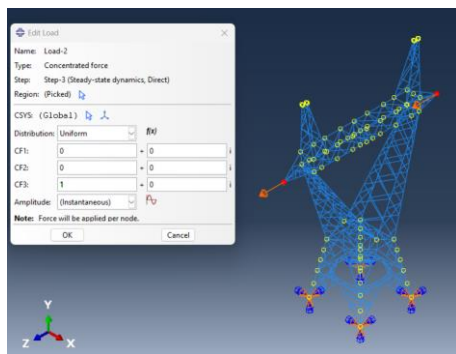 Edit Load
Name: Load-2
Type: Concentrated force
Step: Step-3 (Steady-state dynamics, Direct)
Region: (Picked)
CSYS: (Global)
Distribution: Uniform f(x)
CF1: 0 + 0 i
CF2: 0 + 0 i
CF3: 1 + 0 i
Amplitude: (Instantaneous)
Note: Force will be applied per node.
OK Cancel
Y
Z X